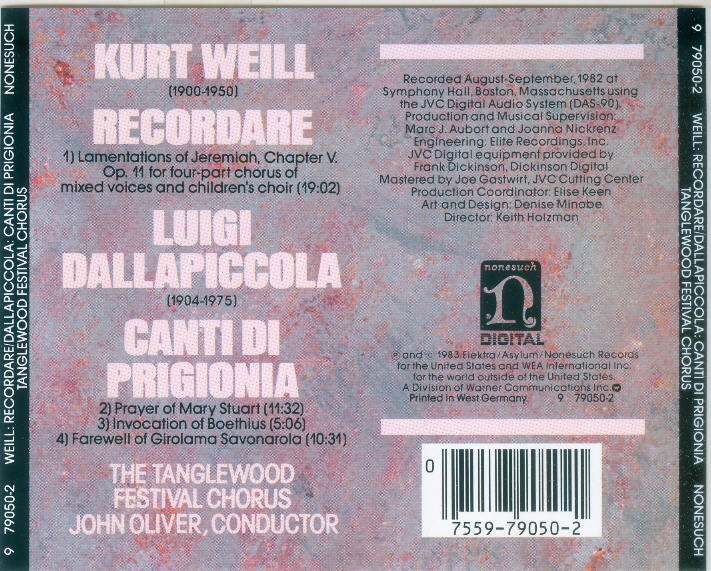 9 79050-2 WEILL: RECORDARE/DALLAPICCOLA: CANTI DI PRIGIONIA NONESUCH
TANGLEWOOD FESTIVAL CHORUS
KURT WEILL
(1900-1950)
RECORDARE
1) Lamentations of Jeremiah, Chapter V.
Op. 11 for four-part chorus of
mixed voices and children's choir (19:02)
LUIGI
DALLAPICCOLA
(1904-1975)
CANTI DI
PRIGIONIA
2) Prayer of Mary Stuart (11:32)
3) Invocation of Boethius (5:06)
4) Farewell of Girolama Savonarola (10:31)
THE TANGLEWOOD
FESTIVAL CHORUS
JOHN OLIVER, CONDUCTOR
Recorded August-September, 1982 at
Symphony Hall, Boston, Massachusetts using
the JVC Digital Audio System (DAS-90).
Production and Musical Supervision:
Marc J. Aubort and Joanna Nickrenz
Engineering: Elite Recordings, Inc.
JVC Digital equipment provided by
Frank Dickinson, Dickinson Digital
Mastered by Joe Gastwirt, JVC Cutting Center
Production Coordinator: Elise Keen
Art and Design: Denise Minobe
Director: Keith Holzman
nonesuch
n
DIGITAL
℗ and © 1983 Elektra/Asylum/Nonesuch Records
for the United States and WEA International Inc.
for the world outside of the United States.
A Division of Warner Communications Inc.
Printed in West Germany. 9 79050-2
0
7559-79050-2
9 79050-2 WEILL: RECORDARE/DALLAPICCOLA: CANTI DI PRIGIONIA NONESUCH
TANGLEWOOD FESTIVAL CHORUS